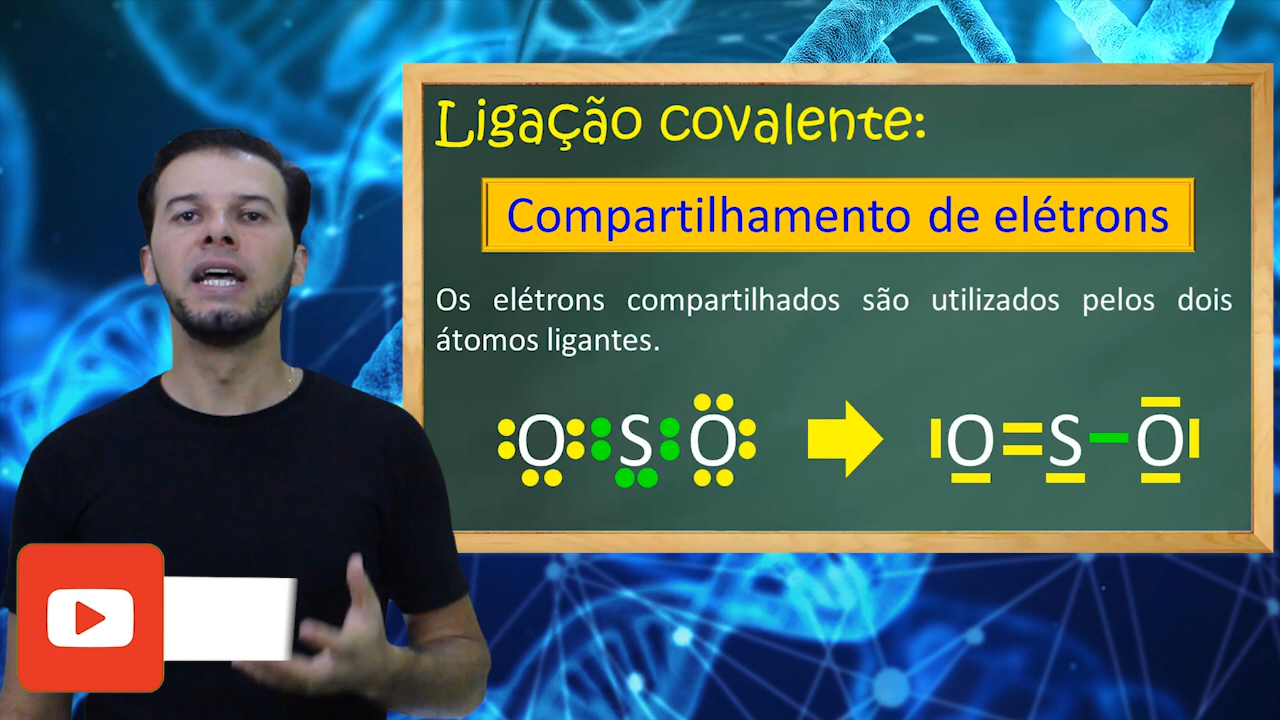 Ligação covalente:
Compartilhamento de elétrons
Os elétrons compartilhados são utilizados pelos dois
átomos ligantes.
O S O O=S–O